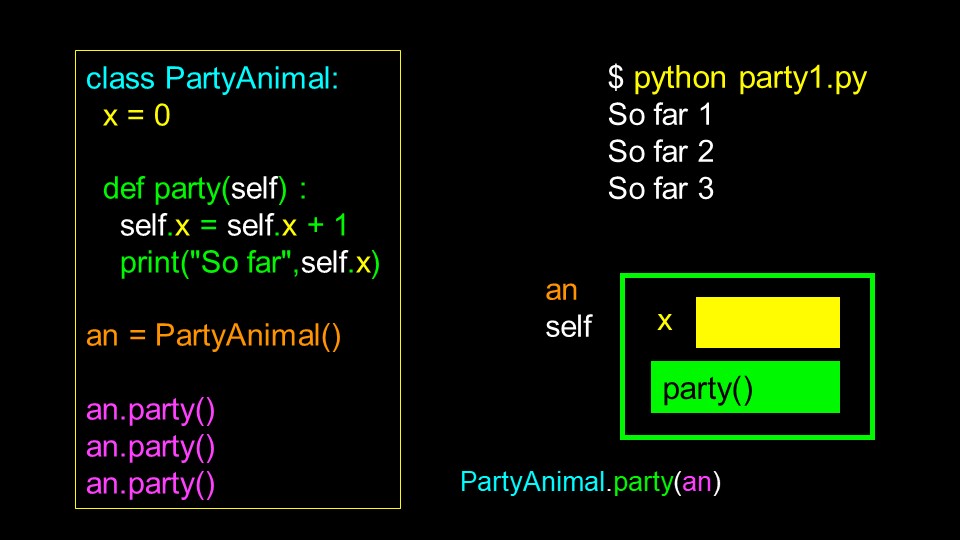 class PartyAnimal:
x = 0
def party(self) :
self.x = self.x + 1
print("So far",self.x)
an = PartyAnimal()
an.party()
an.party()
an.party()
$ python party1.py
So far 1
So far 2
So far 3
an
self
x
party()
PartyAnimal.party(an)